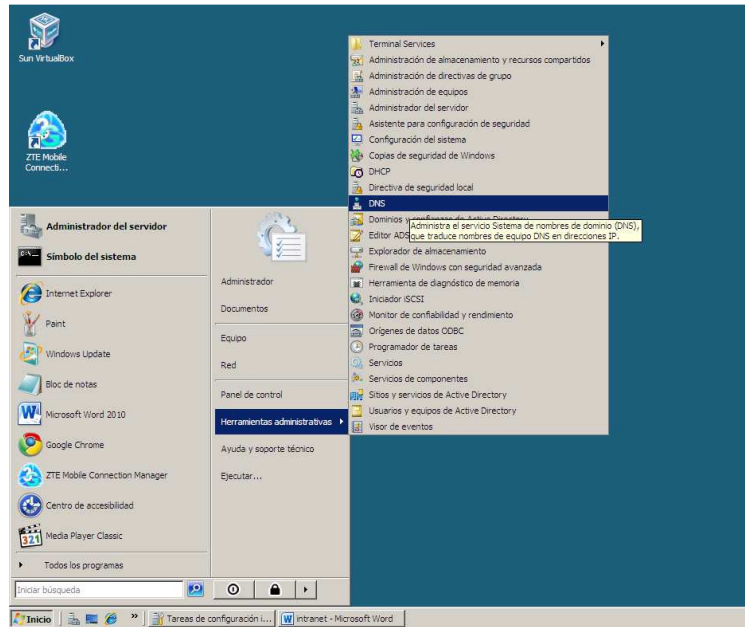 Sun VirtualBox
ZTE Mobile
Connecti...
Terminal Services
Administración de almacenamiento y recursos compartidos
Administración de directivas de grupo
Administración de equipos
Administrador del servidor
Asistente para configuración de seguridad
Configuración del sistema
Copias de seguridad de Windows
DHCP
Directiva de seguridad local
DNS
Dominios y confianzas de Active Directory
Administra el servicio Sistema de nombres de dominio (DNS),
que traduce nombres de equipo DNS en direcciones IP.
Editor ADS
Explorador de almacenamiento
Firewall de Windows con seguridad avanzada
Herramienta de diagnóstico de memoria
Iniciador iSCSI
Monitor de confiabilidad y rendimiento
Orígenes de datos ODBC
Programador de tareas
Servicios
Servicios de componentes
Sitios y servicios de Active Directory
Usuarios y equipos de Active Directory
Visor de eventos
Administrador del servidor
Símbolo del sistema
Internet Explorer
Paint
Windows Update
Bloc de notas
Microsoft Word 2010
Google Chrome
ZTE Mobile Connection Manager
Centro de accesibilidad
Media Player Classic
Todos los programas
Iniciar búsqueda
Administrador
Documentos
Equipo
Red
Panel de control
Herramientas administrativas
Ayuda y soporte técnico
Ejecutar...
Inicio
Tareas de configuración i...
intranet - Microsoft Word